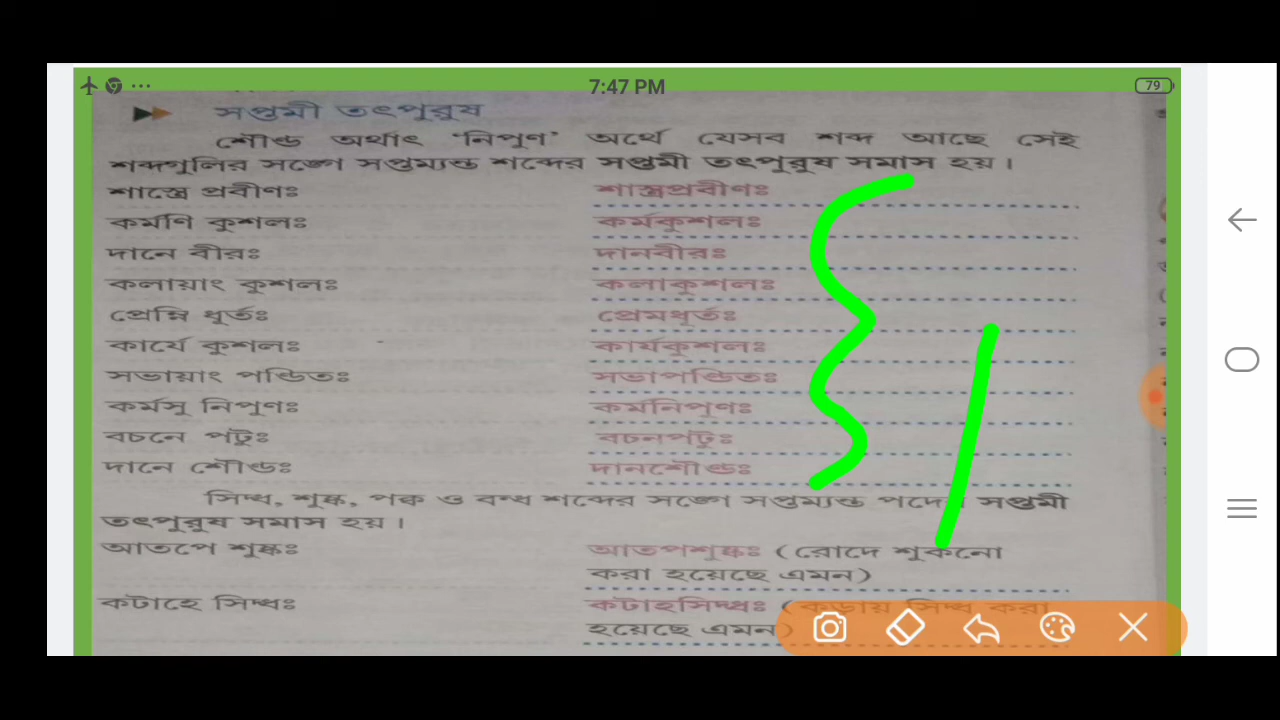 7:47 PM
79
সপ্তমী তৎপুরুষ
শৌণ্ড অর্থাৎ ‘নিপুণ’ অর্থে যেসব শব্দ আছে সেই
শব্দগুলির সঙ্গে সপ্তম্যন্ত শব্দের সপ্তমী তৎপুরুষ সমাস হয়।
শাস্ত্রে প্রবীণঃ শাস্ত্রপ্রবীণঃ
কর্মণি কুশলঃ কর্মকুশলঃ
দানে বীরঃ দানবীরঃ
কলায়াং কুশলঃ কলাকুশলঃ
প্রেম্নি ধূর্তঃ প্রেমধূর্তঃ
কার্যে কুশলঃ কার্যকুশলঃ
সভায়াং পণ্ডিতঃ সভাপণ্ডিতঃ
কর্মসু নিপুণঃ কর্মনিপুণঃ
বচনে পটুঃ বচনপটুঃ
দানে শৌণ্ডঃ দানশৌণ্ডঃ
সিদ্ধ, শুষ্ক, পক্ব ও বন্ধ শব্দের সঙ্গে সপ্তম্যন্ত পদের সপ্তমী
তৎপুরুষ সমাস হয়।
আতপে শুষ্কঃ আতপশুষ্কঃ (রোদে শুকনো
করা হয়েছে এমন)
কটাহে সিদ্ধঃ কটাহসিদ্ধঃ (কড়ায় সিদ্ধ করা
হয়েছে এমন)